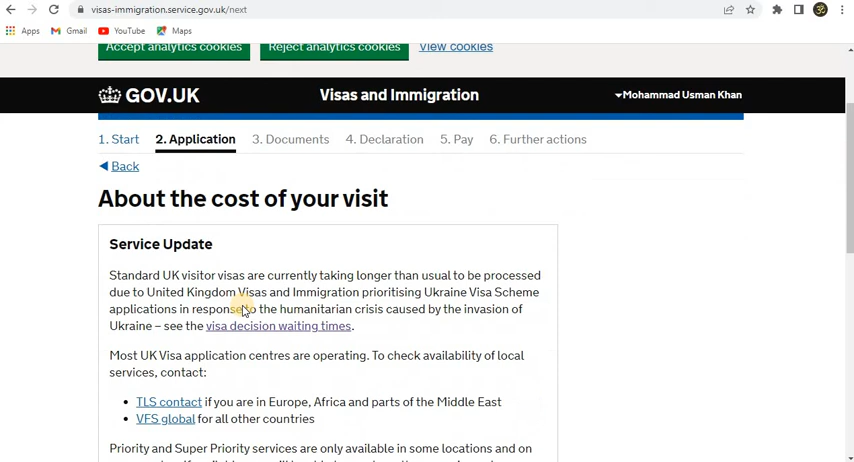 visas-immigration.service.gov.uk/next
Apps Gmail YouTube Maps
Accept analytics cookies Reject analytics cookies View cookies
GOV.UK Visas and Immigration Mohammad Usman Khan
1. Start 2. Application 3. Documents 4. Declaration 5. Pay 6. Further actions
Back
About the cost of your visit
Service Update
Standard UK visitor visas are currently taking longer than usual to be processed
due to United Kingdom Visas and Immigration prioritising Ukraine Visa Scheme
applications in response to the humanitarian crisis caused by the invasion of
Ukraine – see the visa decision waiting times.
Most UK Visa application centres are operating. To check availability of local
services, contact:
• TLS contact if you are in Europe, Africa and parts of the Middle East
• VFS global for all other countries
Priority and Super Priority services are only available in some locations and on